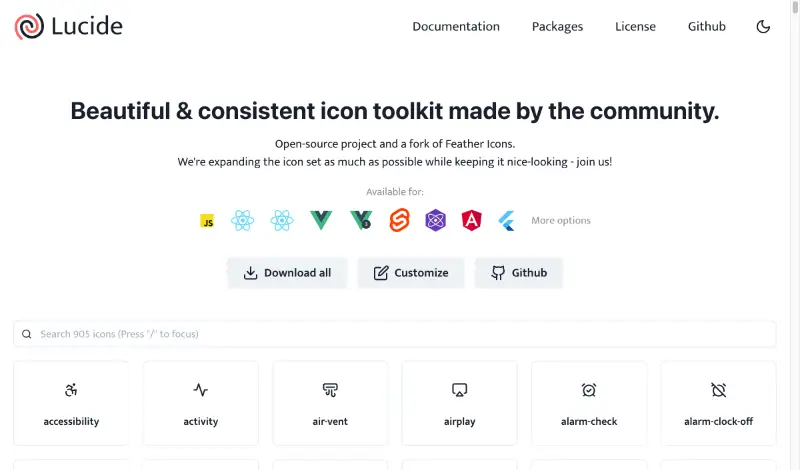 Lucide
Documentation Packages License Github
Beautiful & consistent icon toolkit made by the community.
Open-source project and a fork of Feather Icons.
We're expanding the icon set as much as possible while keeping it nice-looking - join us!
Available for:
JS More options
Download all Customize Github
Search 905 icons (Press "/" to focus)
accessibility activity air-vent airplay alarm-check alarm-clock-off